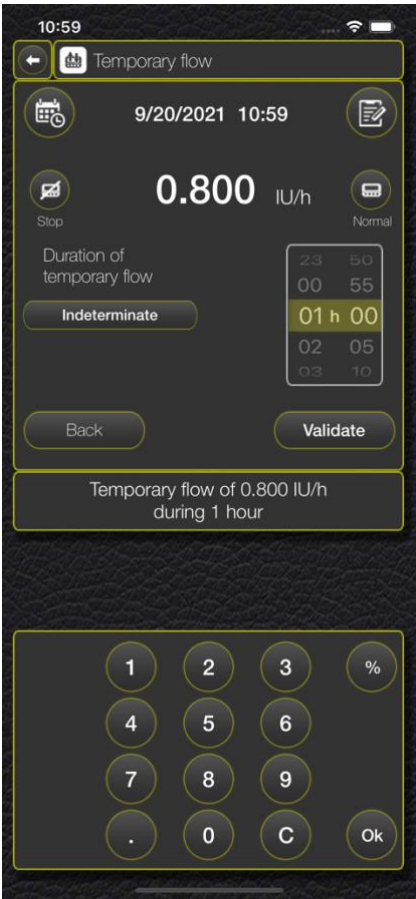 10:59
Temporary flow
9/20/2021 10:59
0.800 IU/h
Stop
Normal
Duration of
temporary flow
Indeterminate
23 50
00 55
01 h 00
02 05
03 10
Back
Validate
Temporary flow of 0.800 IU/h
during 1 hour
1 2 3 %
4 5 6
7 8 9
. 0 C Ok